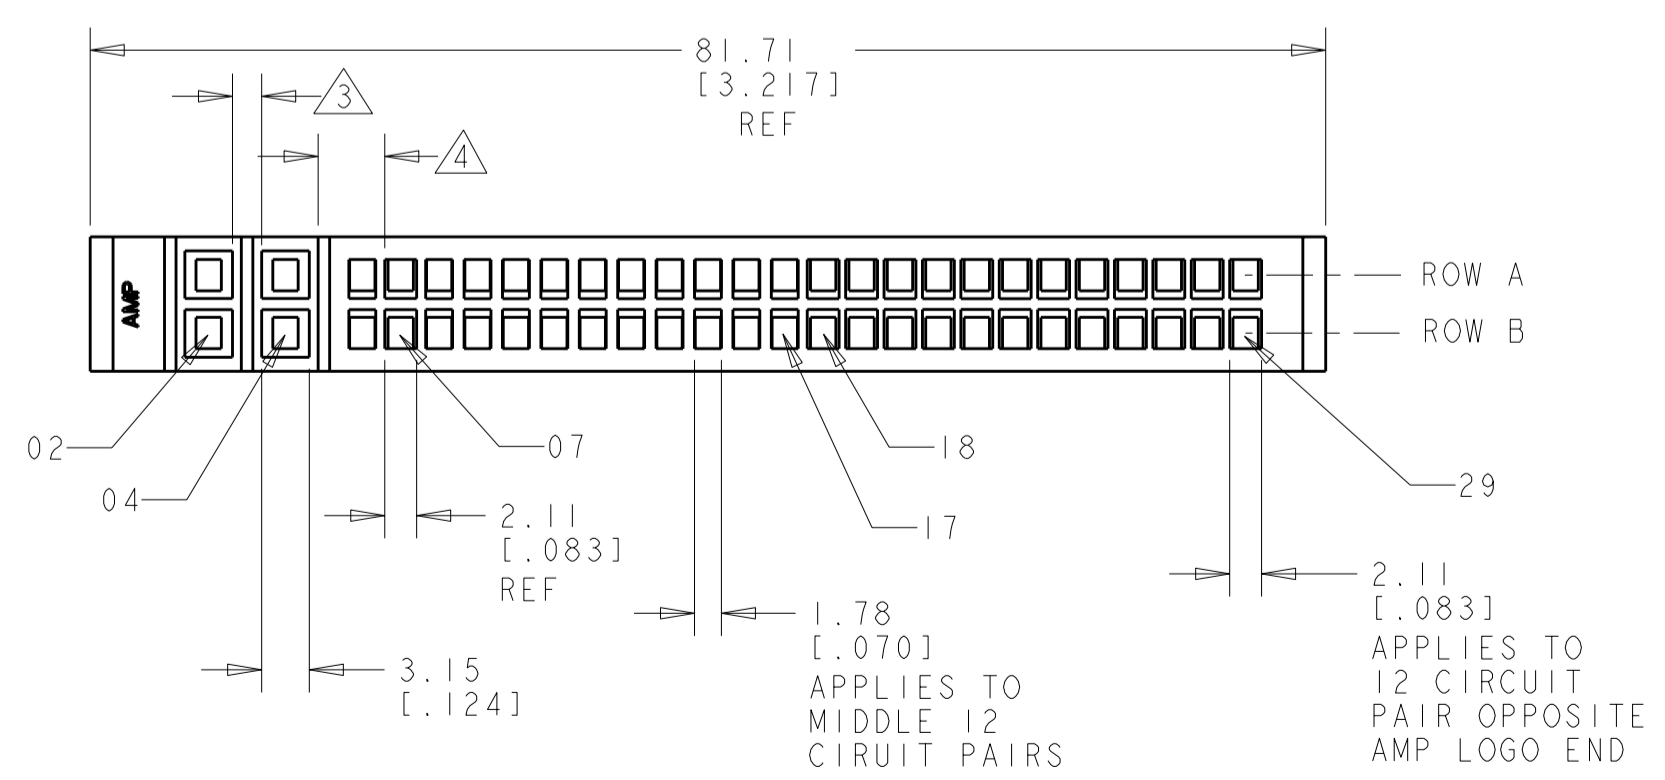 81.71
[3.217]
REF
3
4
AMP
ROW A
ROW B
02
04
07
18
17
29
2.11
[.083]
REF
1.78
[.070]
APPLIES TO
MIDDLE 12
CIRUIT PAIRS
2.11
[.083]
APPLIES TO
12 CIRCUIT
PAIR OPPOSITE
AMP LOGO END
3.15
[.124]